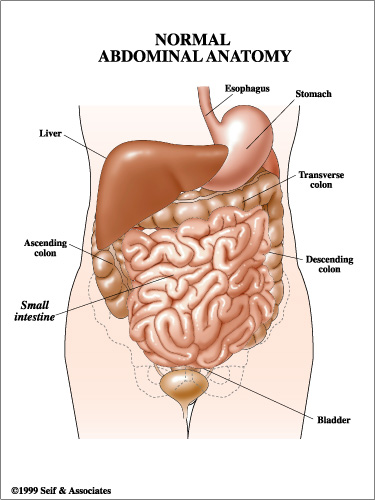 NORMAL
ABDOMINAL ANATOMY
Esophagus
Stomach
Liver
Transverse
colon
Ascending
colon
Descending
colon
Small
intestine
Bladder
©1999 Seif & Associates